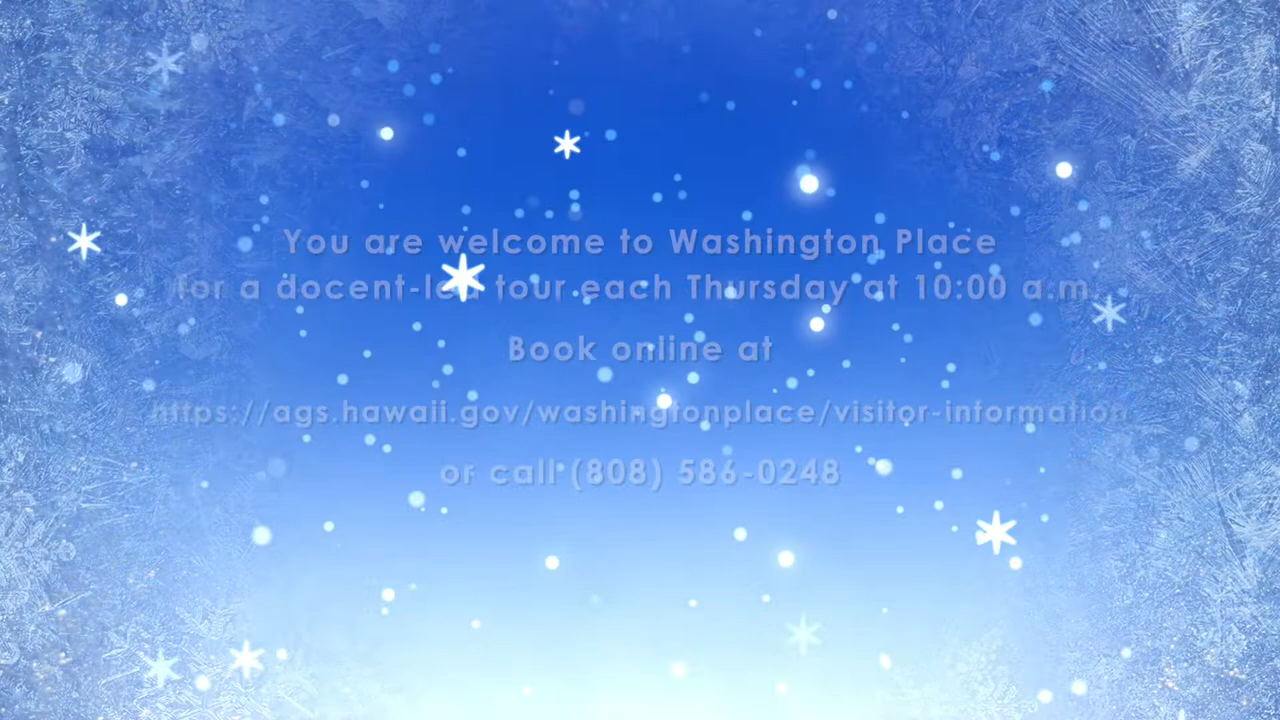 You are welcome to Washington Place
for a docent-led tour each Thursday at 10:00 a.m.
Book online at
https://ags.hawaii.gov/washingtonplace/visitor-information
or call (808) 586-0248